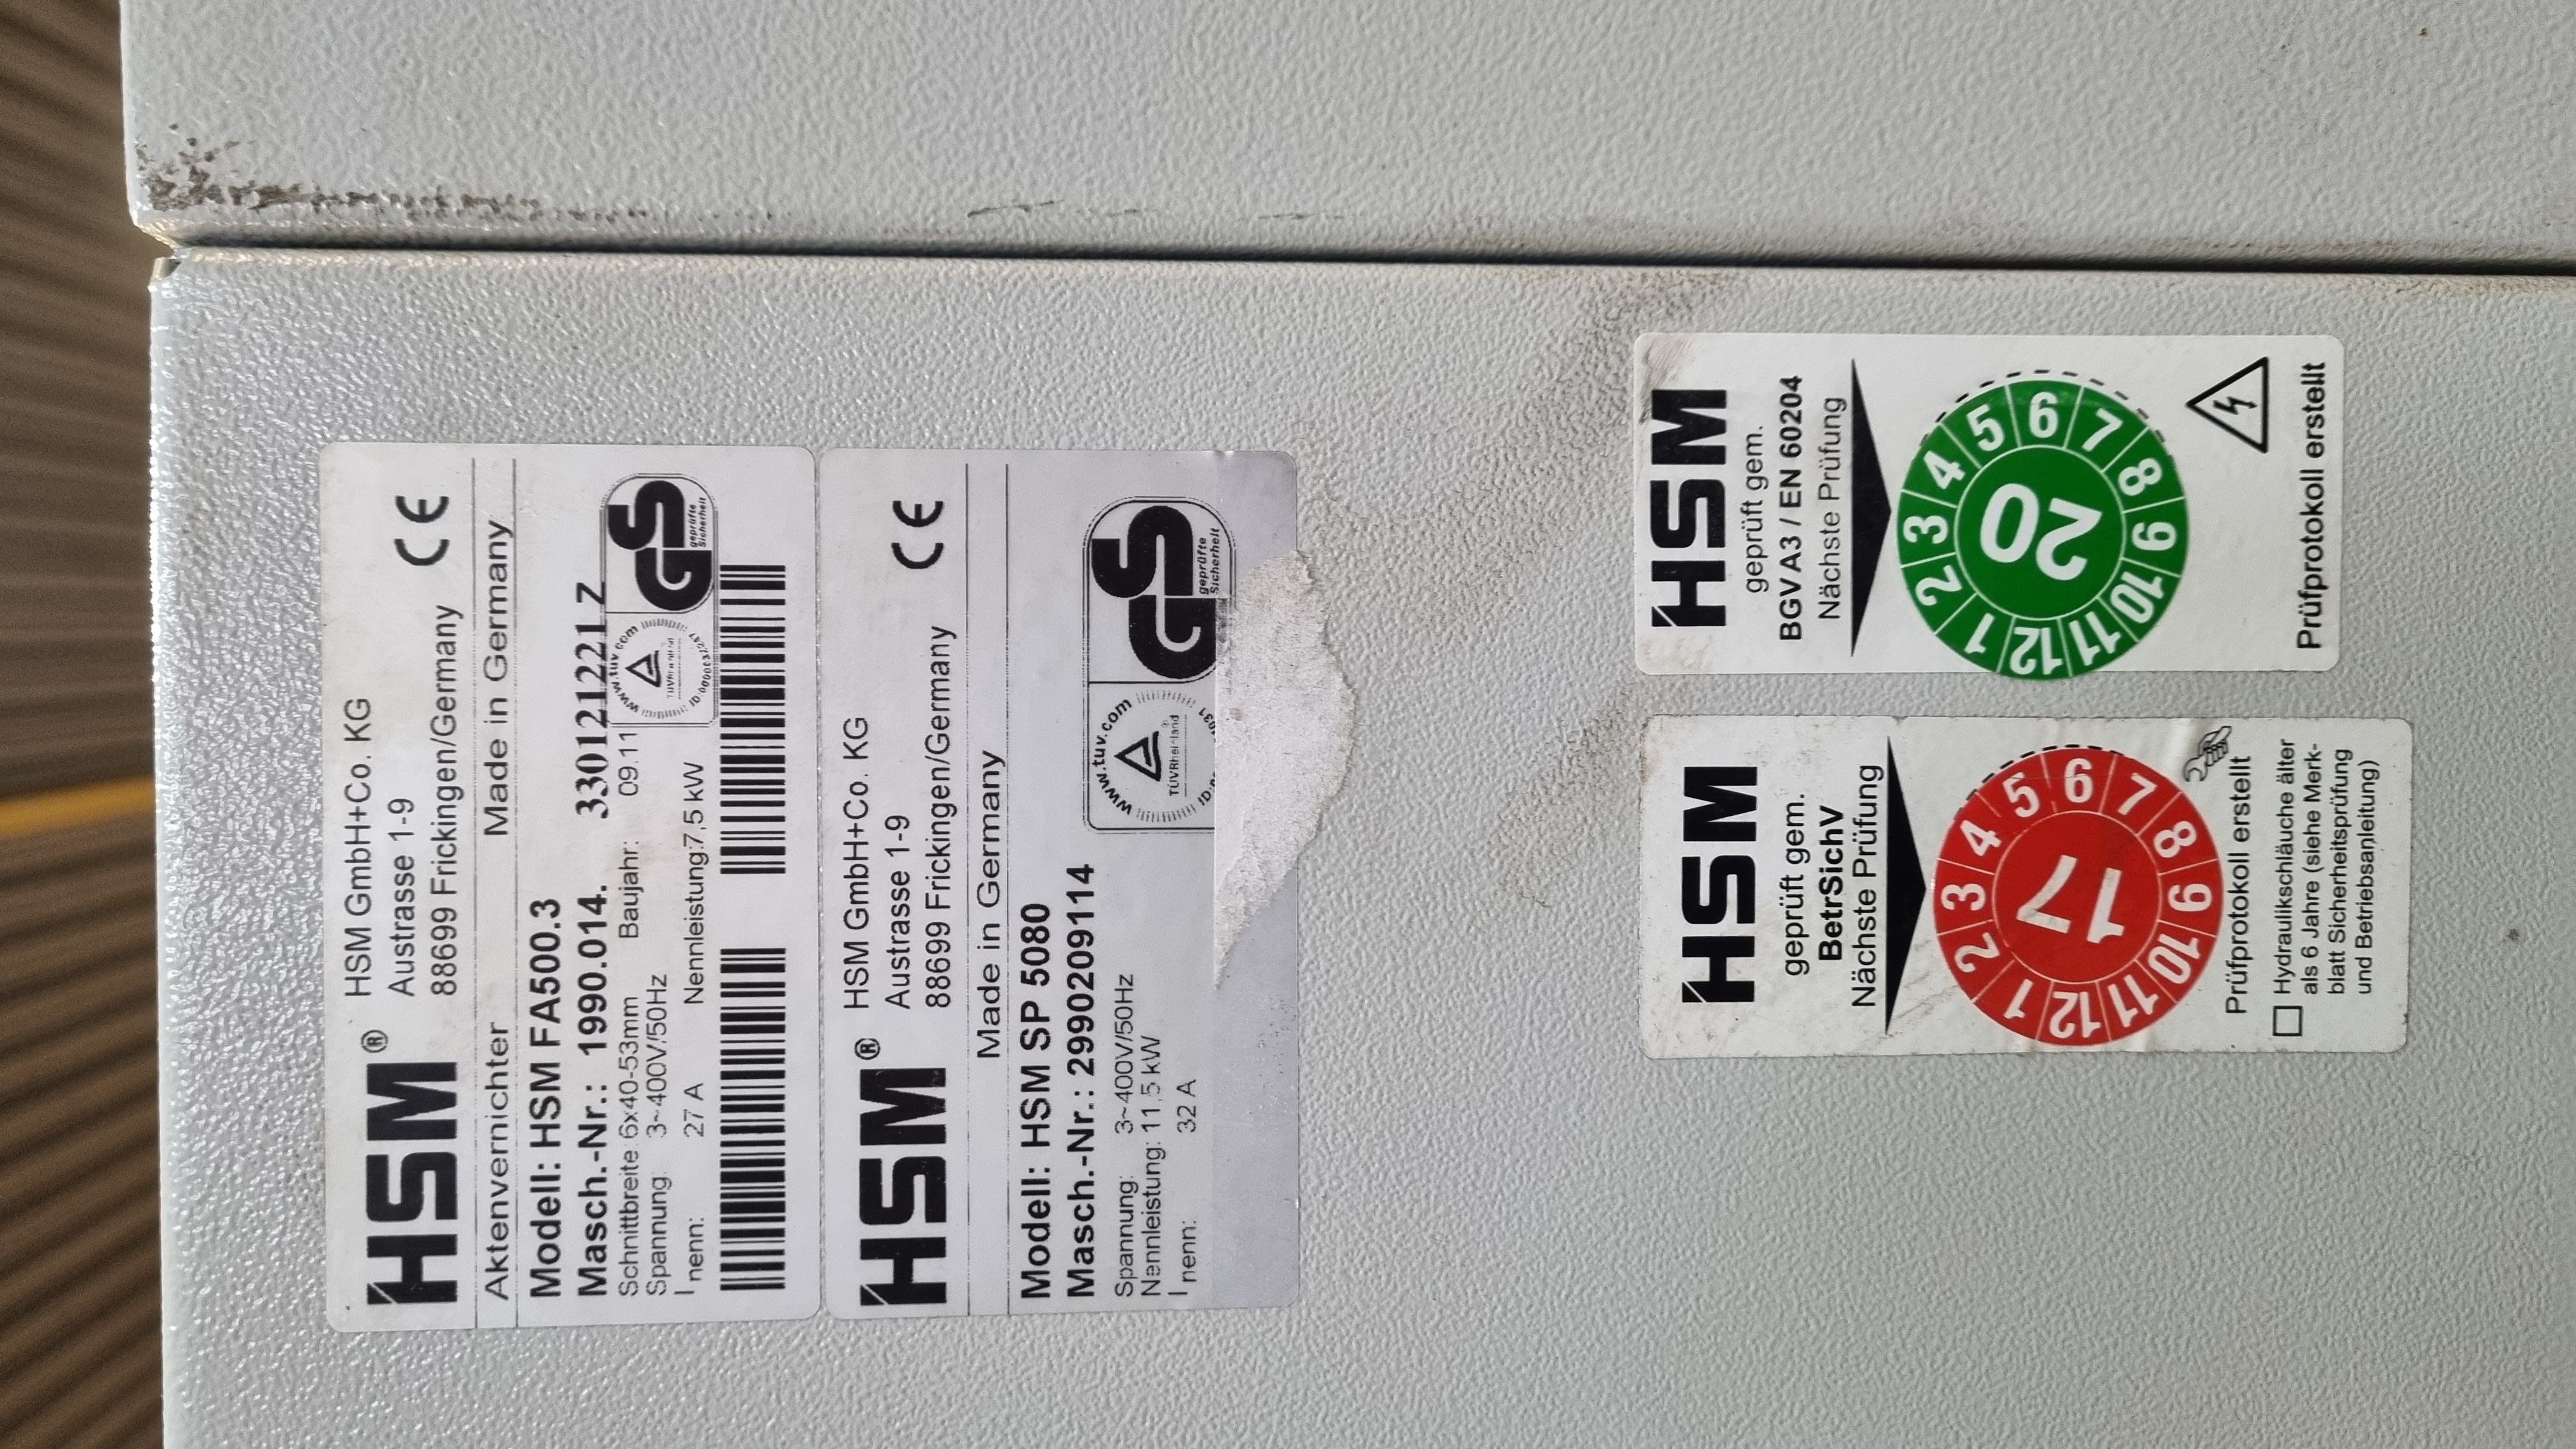 HSM®
HSM GmbH+Co. KG
Austrasse 1-9
88699 Frickingen/Germany
CE
Aktenvernichter Made in Germany
Modell: HSM FA500.3
Masch.-Nr.: 1990.014. 330121221 Z
Schnittbreite 6x40-53mm Baujahr: 09.11
Spannung: 3~400V/50Hz
I nenn: 27 A Nennleistung:7,5 kW
www.tuv.com
TÜVRheinland
GS
geprüfte
Sicherheit
HSM®
HSM GmbH+Co. KG
Austrasse 1-9
88699 Frickingen/Germany
CE
Made in Germany
Modell: HSM SP 5080
Masch.-Nr.: 2990209114
Spannung: 3~400V/50Hz
Nennleistung: 11,5 kW
I nenn: 32 A
www.tuv.com
TÜVRheinland
GS
geprüfte
Sicherheit
HSM
geprüft gem.
BetrSichV
Nächste Prüfung
1 2 3 4 5 6 7 8 9 10 11 12
17
Prüfprotokoll erstellt
Hydraulikschläuche älter
als 6 Jahre (siehe Merk-
blatt Sicherheitsprüfung
und Betriebsanleitung)
HSM
geprüft gem.
BGV A3 / EN 60204
Nächste Prüfung
1 2 3 4 5 6 7 8 9 10 11 12
20
Prüfprotokoll erstellt